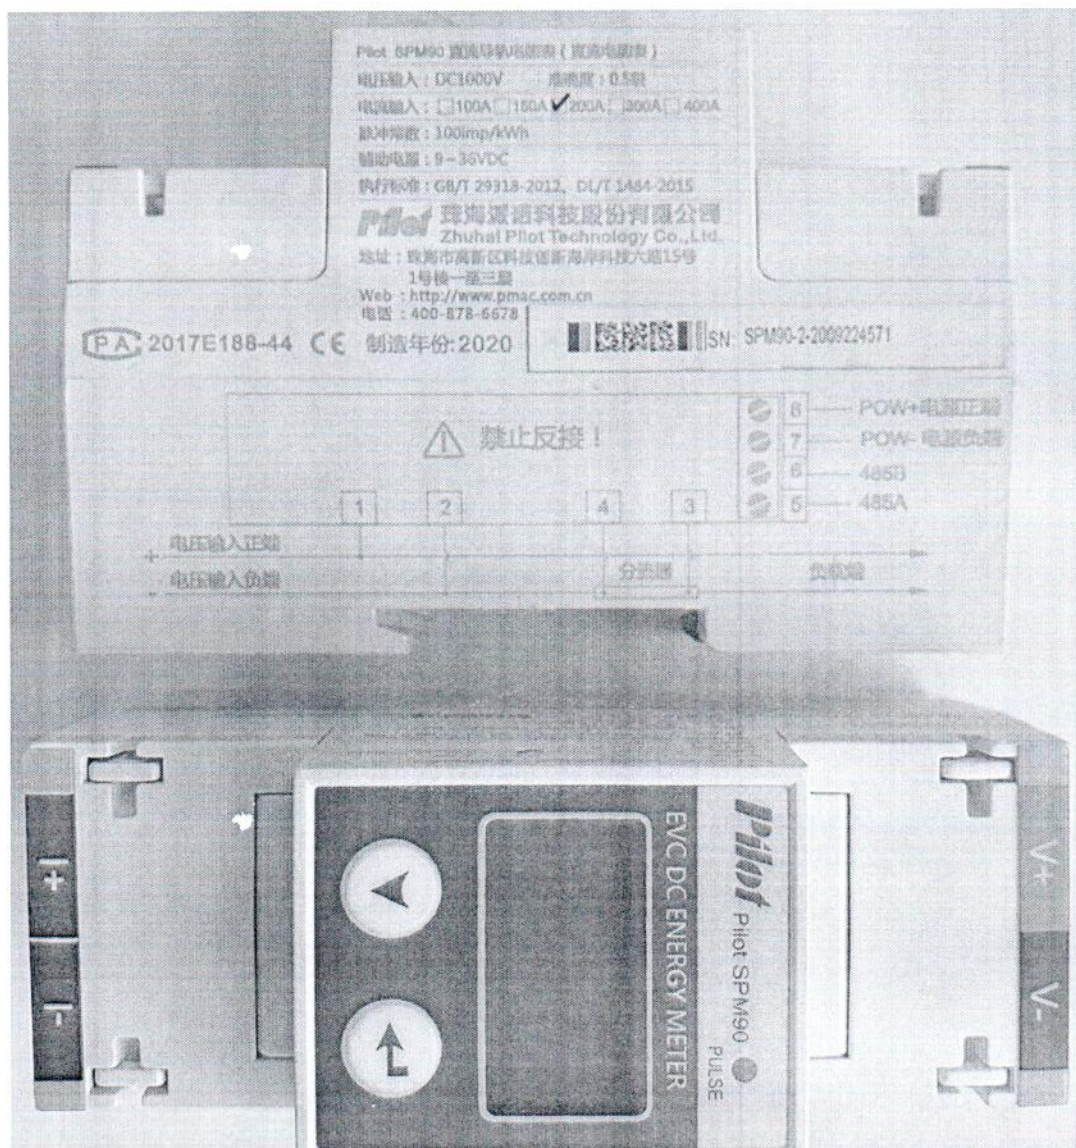 Pilot SPM90 直流导轨电能表（直流电能表）
电压输入：DC1000V 准确度：0.5级
电流输入：□100A□150A✓200A□300A□400A
脉冲常数：100imp/kWh
辅助电源：9~36VDC
执行标准：GB/T 29318-2012、DL/T 1484-2015
Pilot 珠海派诺科技股份有限公司
Zhuhai Pilot Technology Co.,Ltd.
地址：珠海市高新区科技创新海岸科技六路15号
1号楼一至三层
Web：http://www.pmac.com.cn
电话：400-878-6678
PA 2017E188-44 CE 制造年份:2020 SN: SPM90-2-2009224571
8 POW+电源正端
禁止反接！ 7 POW- 电源负端
6 485B
1 2 4 3 5 485A
+ 电压输入正端
- 电压输入负端 分流器 负载端
I+
I-
Pilot Pilot SPM90 PULSE
EVC DC ENERGY METER
V+
V-